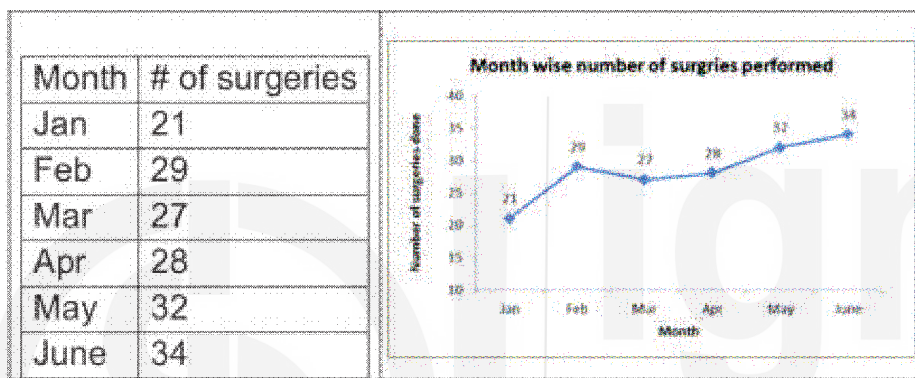 Month # of surgeries
Jan 21
Feb 29
Mar 27
Apr 28
May 32
June 34
Month wise number of surgries performed
Number of surgeries done
40
35
30
25
20
15
10
21
29
27
28
32
34
Jan Feb Mar Apr May June
Month
ign